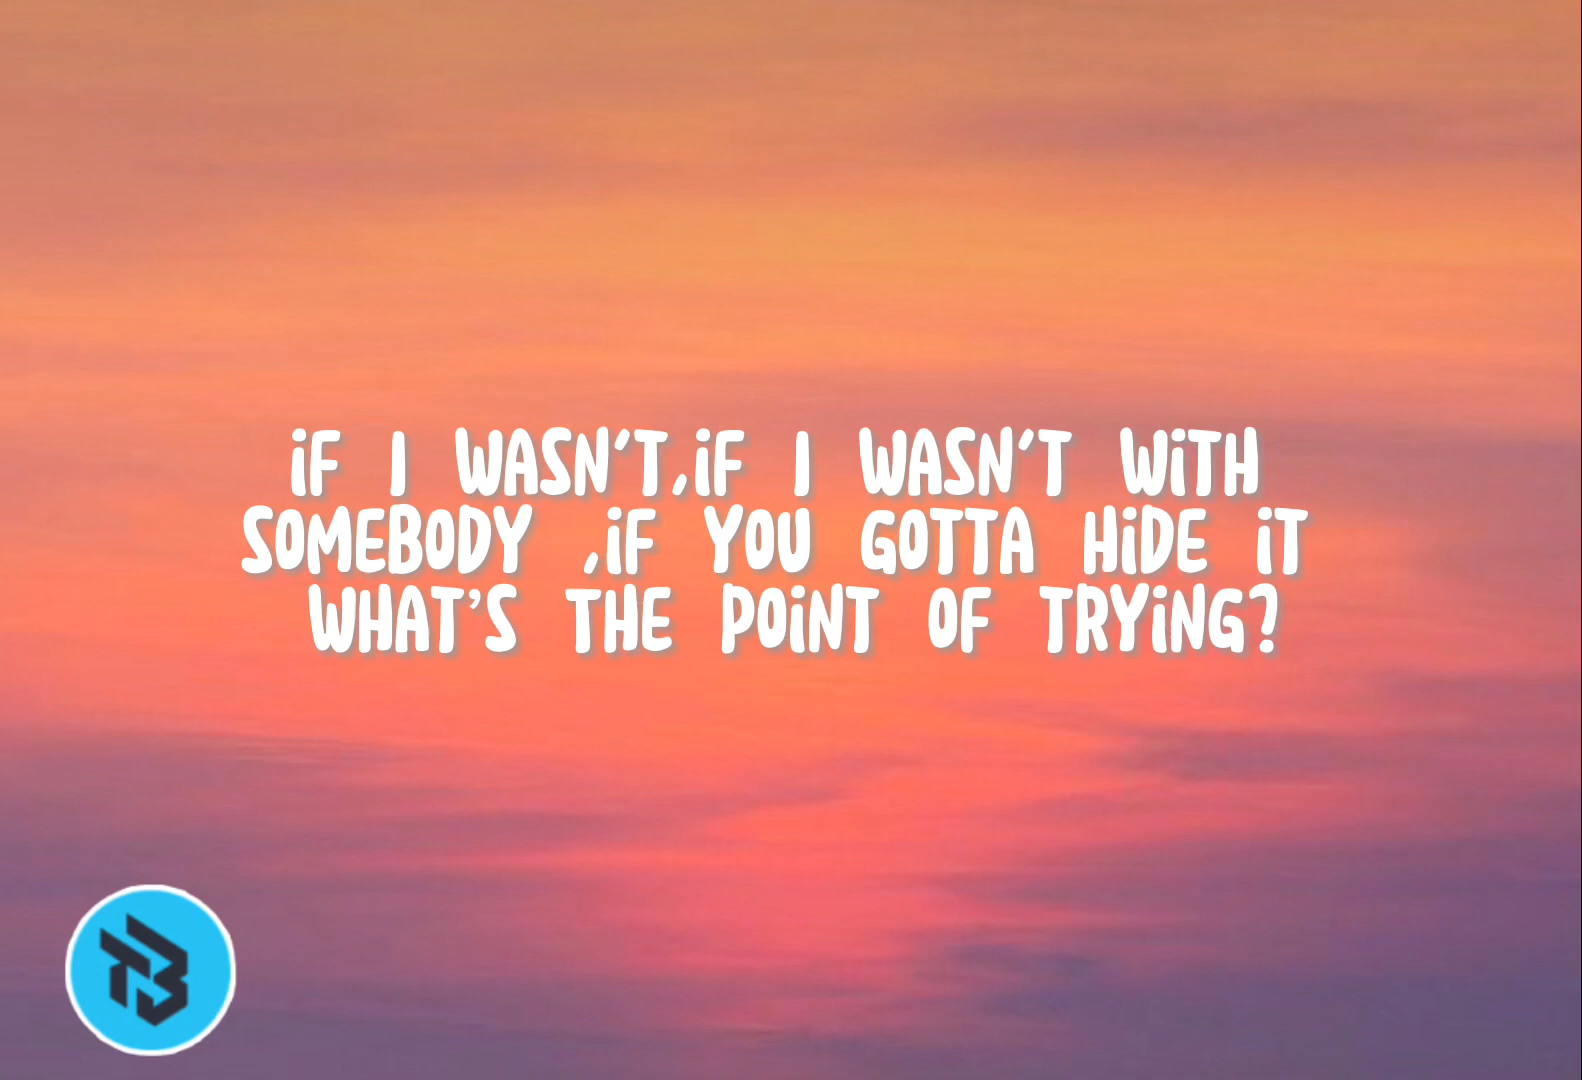 iF I WASN'T,iF I WASN'T WiTH
SOMEBODY ,iF YOU GOTTA HiDE iT
WHAT'S THE POiNT OF TRYiNG?